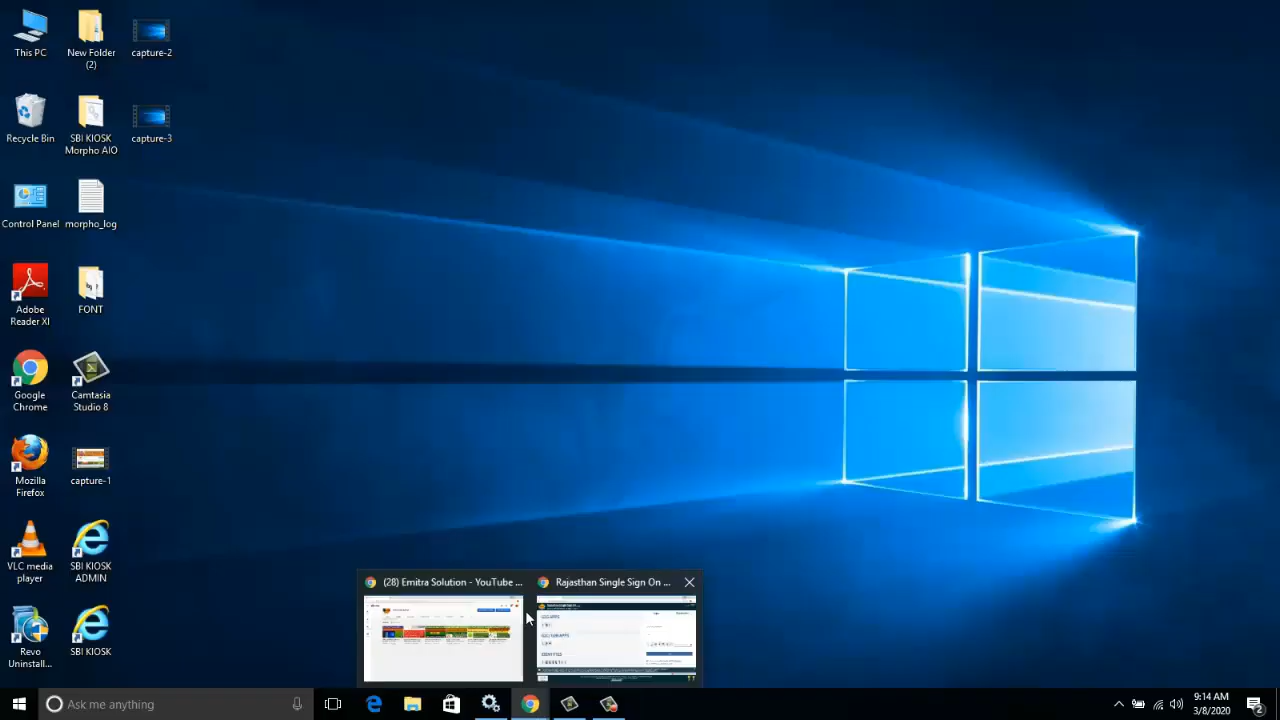 This PC
New Folder
(2)
capture-2
Recycle Bin
SBI KIOSK
Morpho AIO
capture-3
Control Panel
morpho_log
Adobe
Reader XI
FONT
Google
Chrome
Camtasia
Studio 8
Mozilla
Firefox
capture-1
VLC media
player
SBI KIOSK
ADMIN
Revo
Uninstall...
SBI KIOSK
(28) Emitra Solution - YouTube ...
Rajasthan Single Sign On ...
Ask me anything
9:14 AM
3/8/2020
2